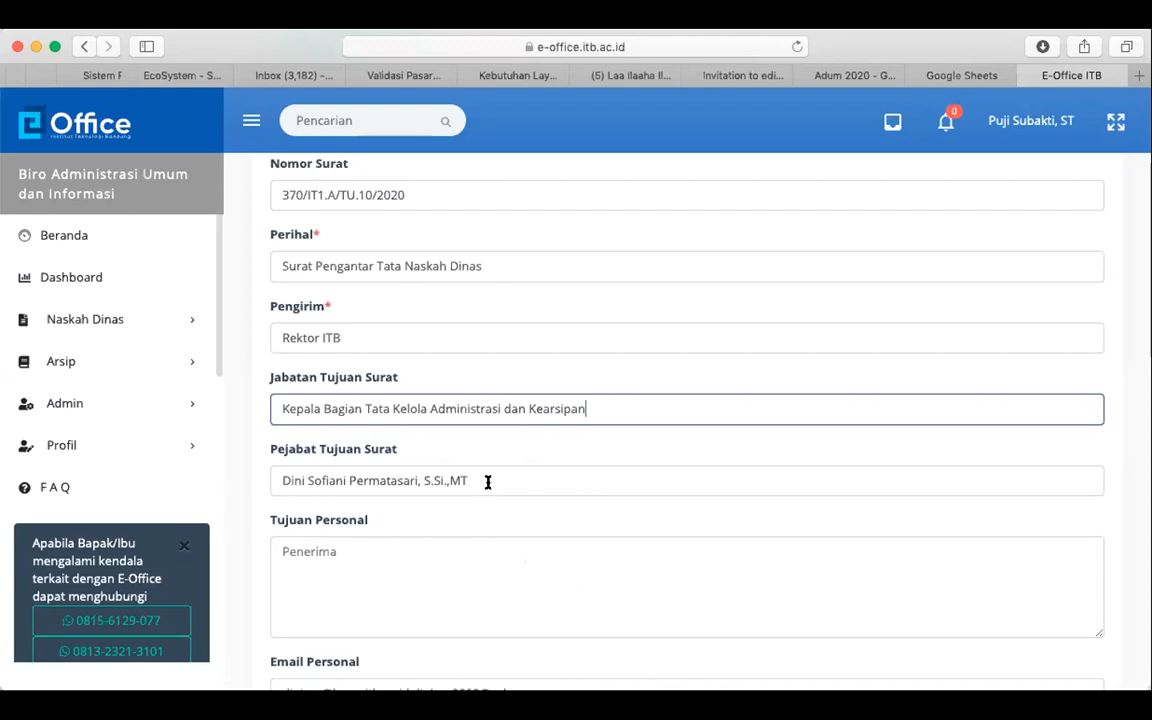 e-office.itb.ac.id
Sistem F
EcoSystem - S...
Inbox (3,182) -...
Validasi Pasar...
Kebutuhan Lay...
(5) Laa Ilaaha Il...
Invitation to edi...
Adum 2020 - G...
Google Sheets
E-Office ITB
Office
Institut Teknologi Bandung
Pencarian
0
Puji Subakti, ST
Biro Administrasi Umum
dan Informasi
Beranda
Dashboard
Naskah Dinas
Arsip
Admin
Profil
F A Q
Apabila Bapak/Ibu
mengalami kendala
terkait dengan E-Office
dapat menghubungi
0815-6129-077
0813-2321-3101
Nomor Surat
370/IT1.A/TU.10/2020
Perihal*
Surat Pengantar Tata Naskah Dinas
Pengirim*
Rektor ITB
Jabatan Tujuan Surat
Kepala Bagian Tata Kelola Administrasi dan Kearsipan
Pejabat Tujuan Surat
Dini Sofiani Permatasari, S.Si.,MT
Tujuan Personal
Penerima
Email Personal